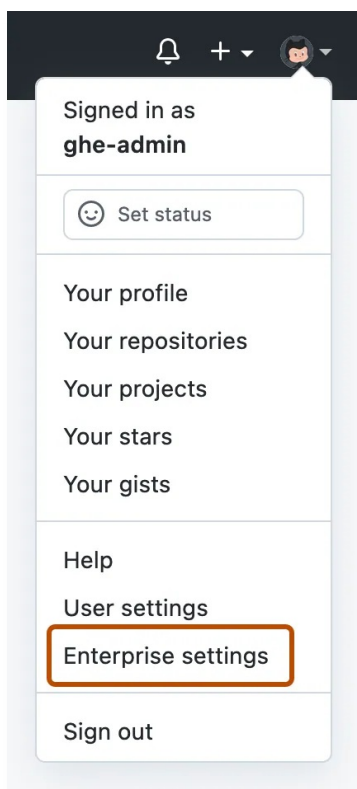 Signed in as
ghe-admin
Set status
Your profile
Your repositories
Your projects
Your stars
Your gists
Help
User settings
Enterprise settings
Sign out